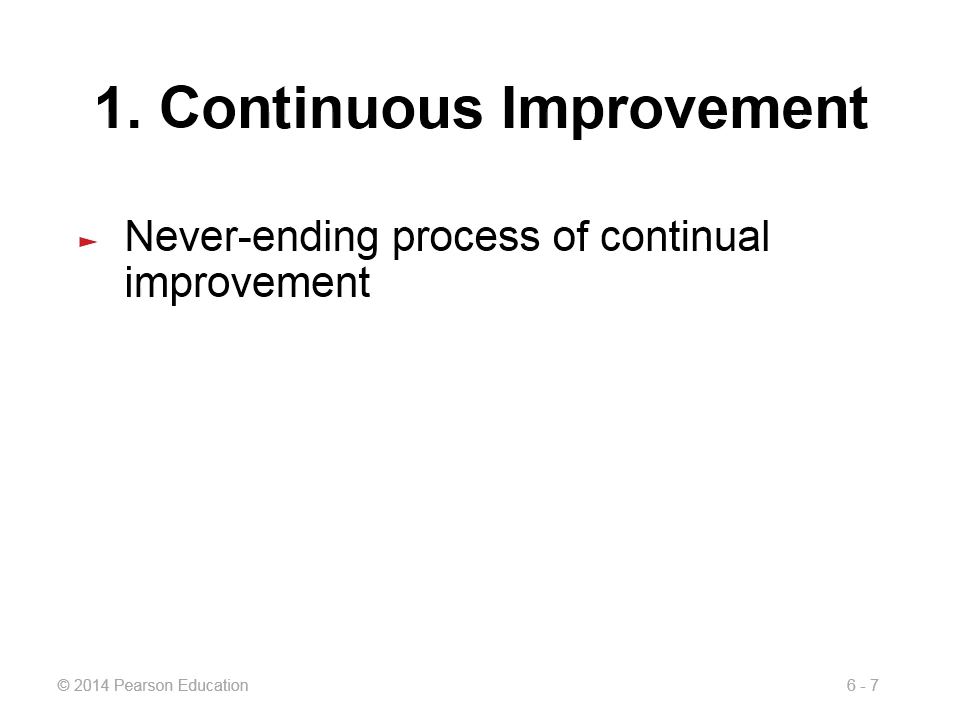 1. Continuous Improvement
► Never-ending process of continual
improvement
© 2014 Pearson Education
6 - 7